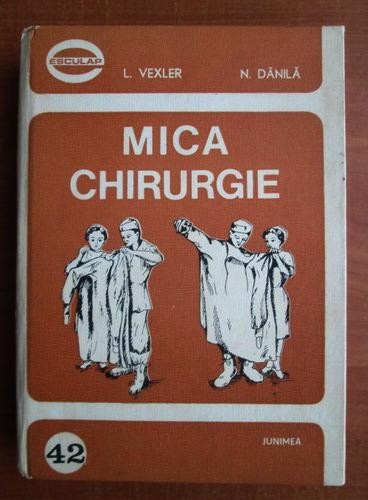 ESCULAP
L. VEXLER N. DĂNILĂ
MICA
CHIRURGIE
42
JUNIMEA